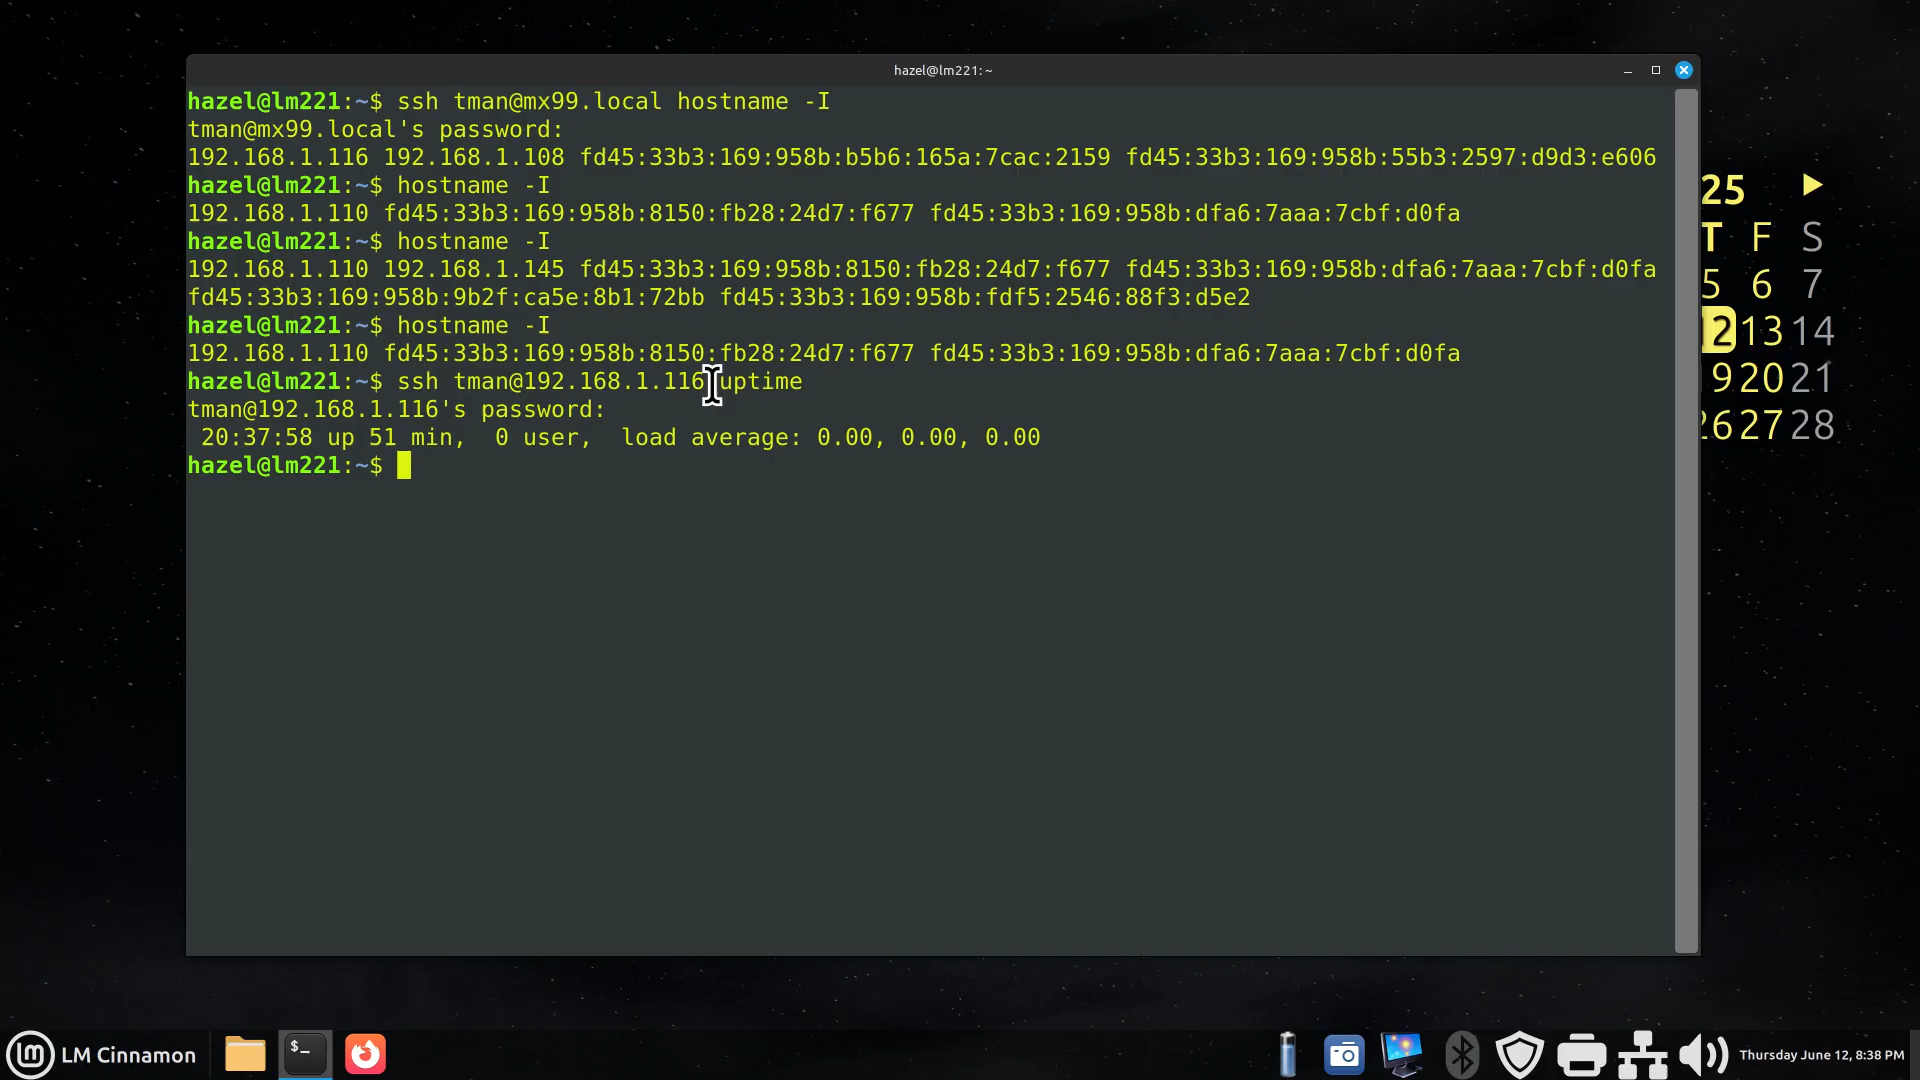 hazel@lm221: ~
hazel@lm221:~$ ssh tman@mx99.local hostname -I
tman@mx99.local's password:
192.168.1.116 192.168.1.108 fd45:33b3:169:958b:b5b6:165a:7cac:2159 fd45:33b3:169:958b:55b3:2597:d9d3:e606
hazel@lm221:~$ hostname -I
192.168.1.110 fd45:33b3:169:958b:8150:fb28:24d7:f677 fd45:33b3:169:958b:dfa6:7aaa:7cbf:d0fa
hazel@lm221:~$ hostname -I
192.168.1.110 192.168.1.145 fd45:33b3:169:958b:8150:fb28:24d7:f677 fd45:33b3:169:958b:dfa6:7aaa:7cbf:d0fa
fd45:33b3:169:958b:9b2f:ca5e:8b1:72bb fd45:33b3:169:958b:fdf5:2546:88f3:d5e2
hazel@lm221:~$ hostname -I
192.168.1.110 fd45:33b3:169:958b:8150:fb28:24d7:f677 fd45:33b3:169:958b:dfa6:7aaa:7cbf:d0fa
hazel@lm221:~$ ssh tman@192.168.1.116 uptime
tman@192.168.1.116's password:
20:37:58 up 51 min, 0 user, load average: 0.00, 0.00, 0.00
hazel@lm221:~$
25
T F S
5 6 7
12 13 14
19 20 21
26 27 28
LM Cinnamon
$_
Thursday June 12, 8:38 PM